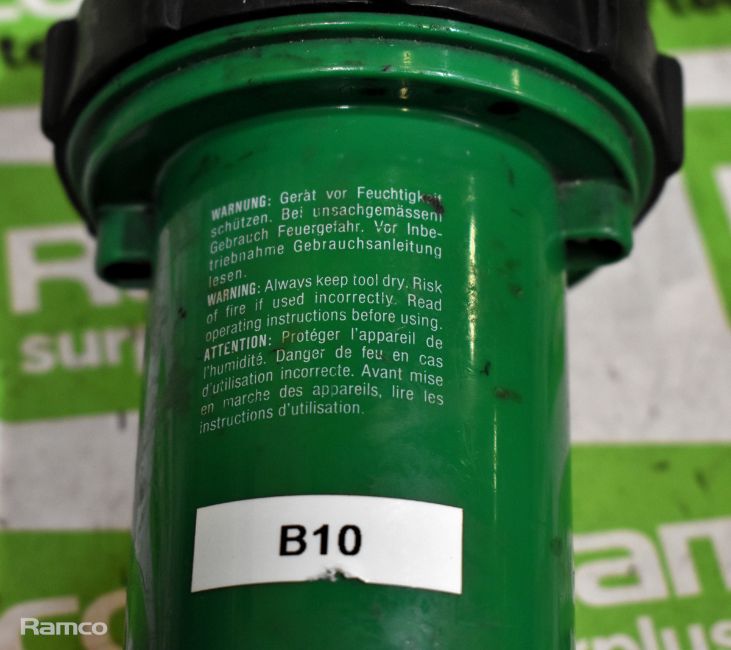 WARNUNG: Gerät vor Feuchtigkeit
schützen. Bei unsachgemässem
Gebrauch Feuergefahr. Vor Inbe-
triebnahme Gebrauchsanleitung
lesen.
WARNING: Always keep tool dry. Risk
of fire if used incorrectly. Read
operating instructions before using.
ATTENTION: Protéger l'appareil de
l'humidité. Danger de feu en cas
d'utilisation incorrecte. Avant mise
en marche des appareils, lire les
instructions d'utilisation.
B10
Ramco